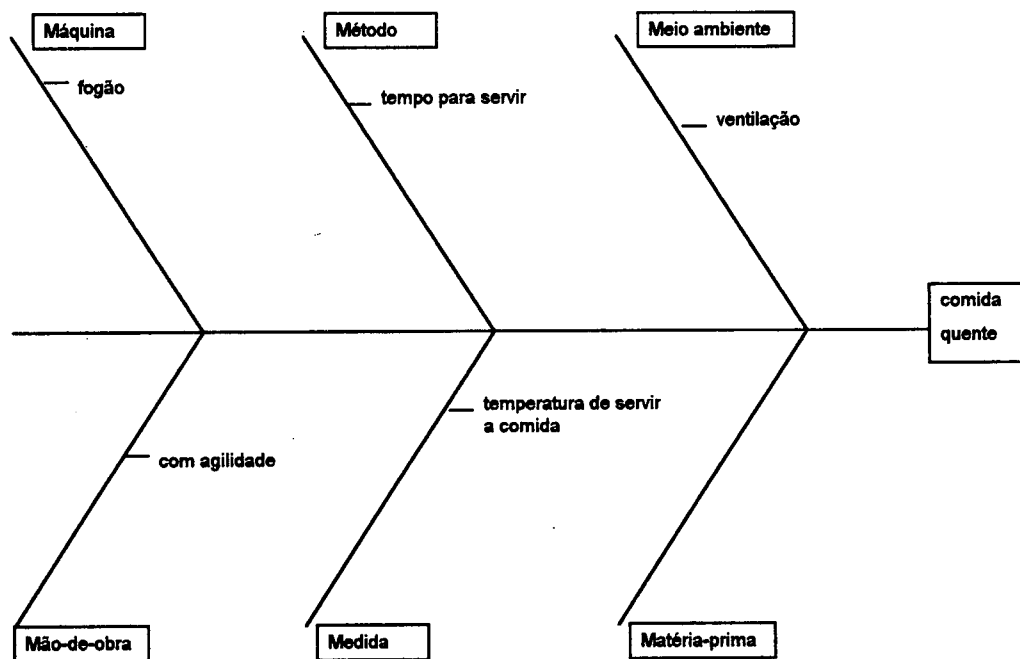 Máquina
Método
Meio ambiente
fogão
tempo para servir
ventilação
comida
quente
temperatura de servir
a comida
com agilidade
Mão-de-obra
Medida
Matéria-prima